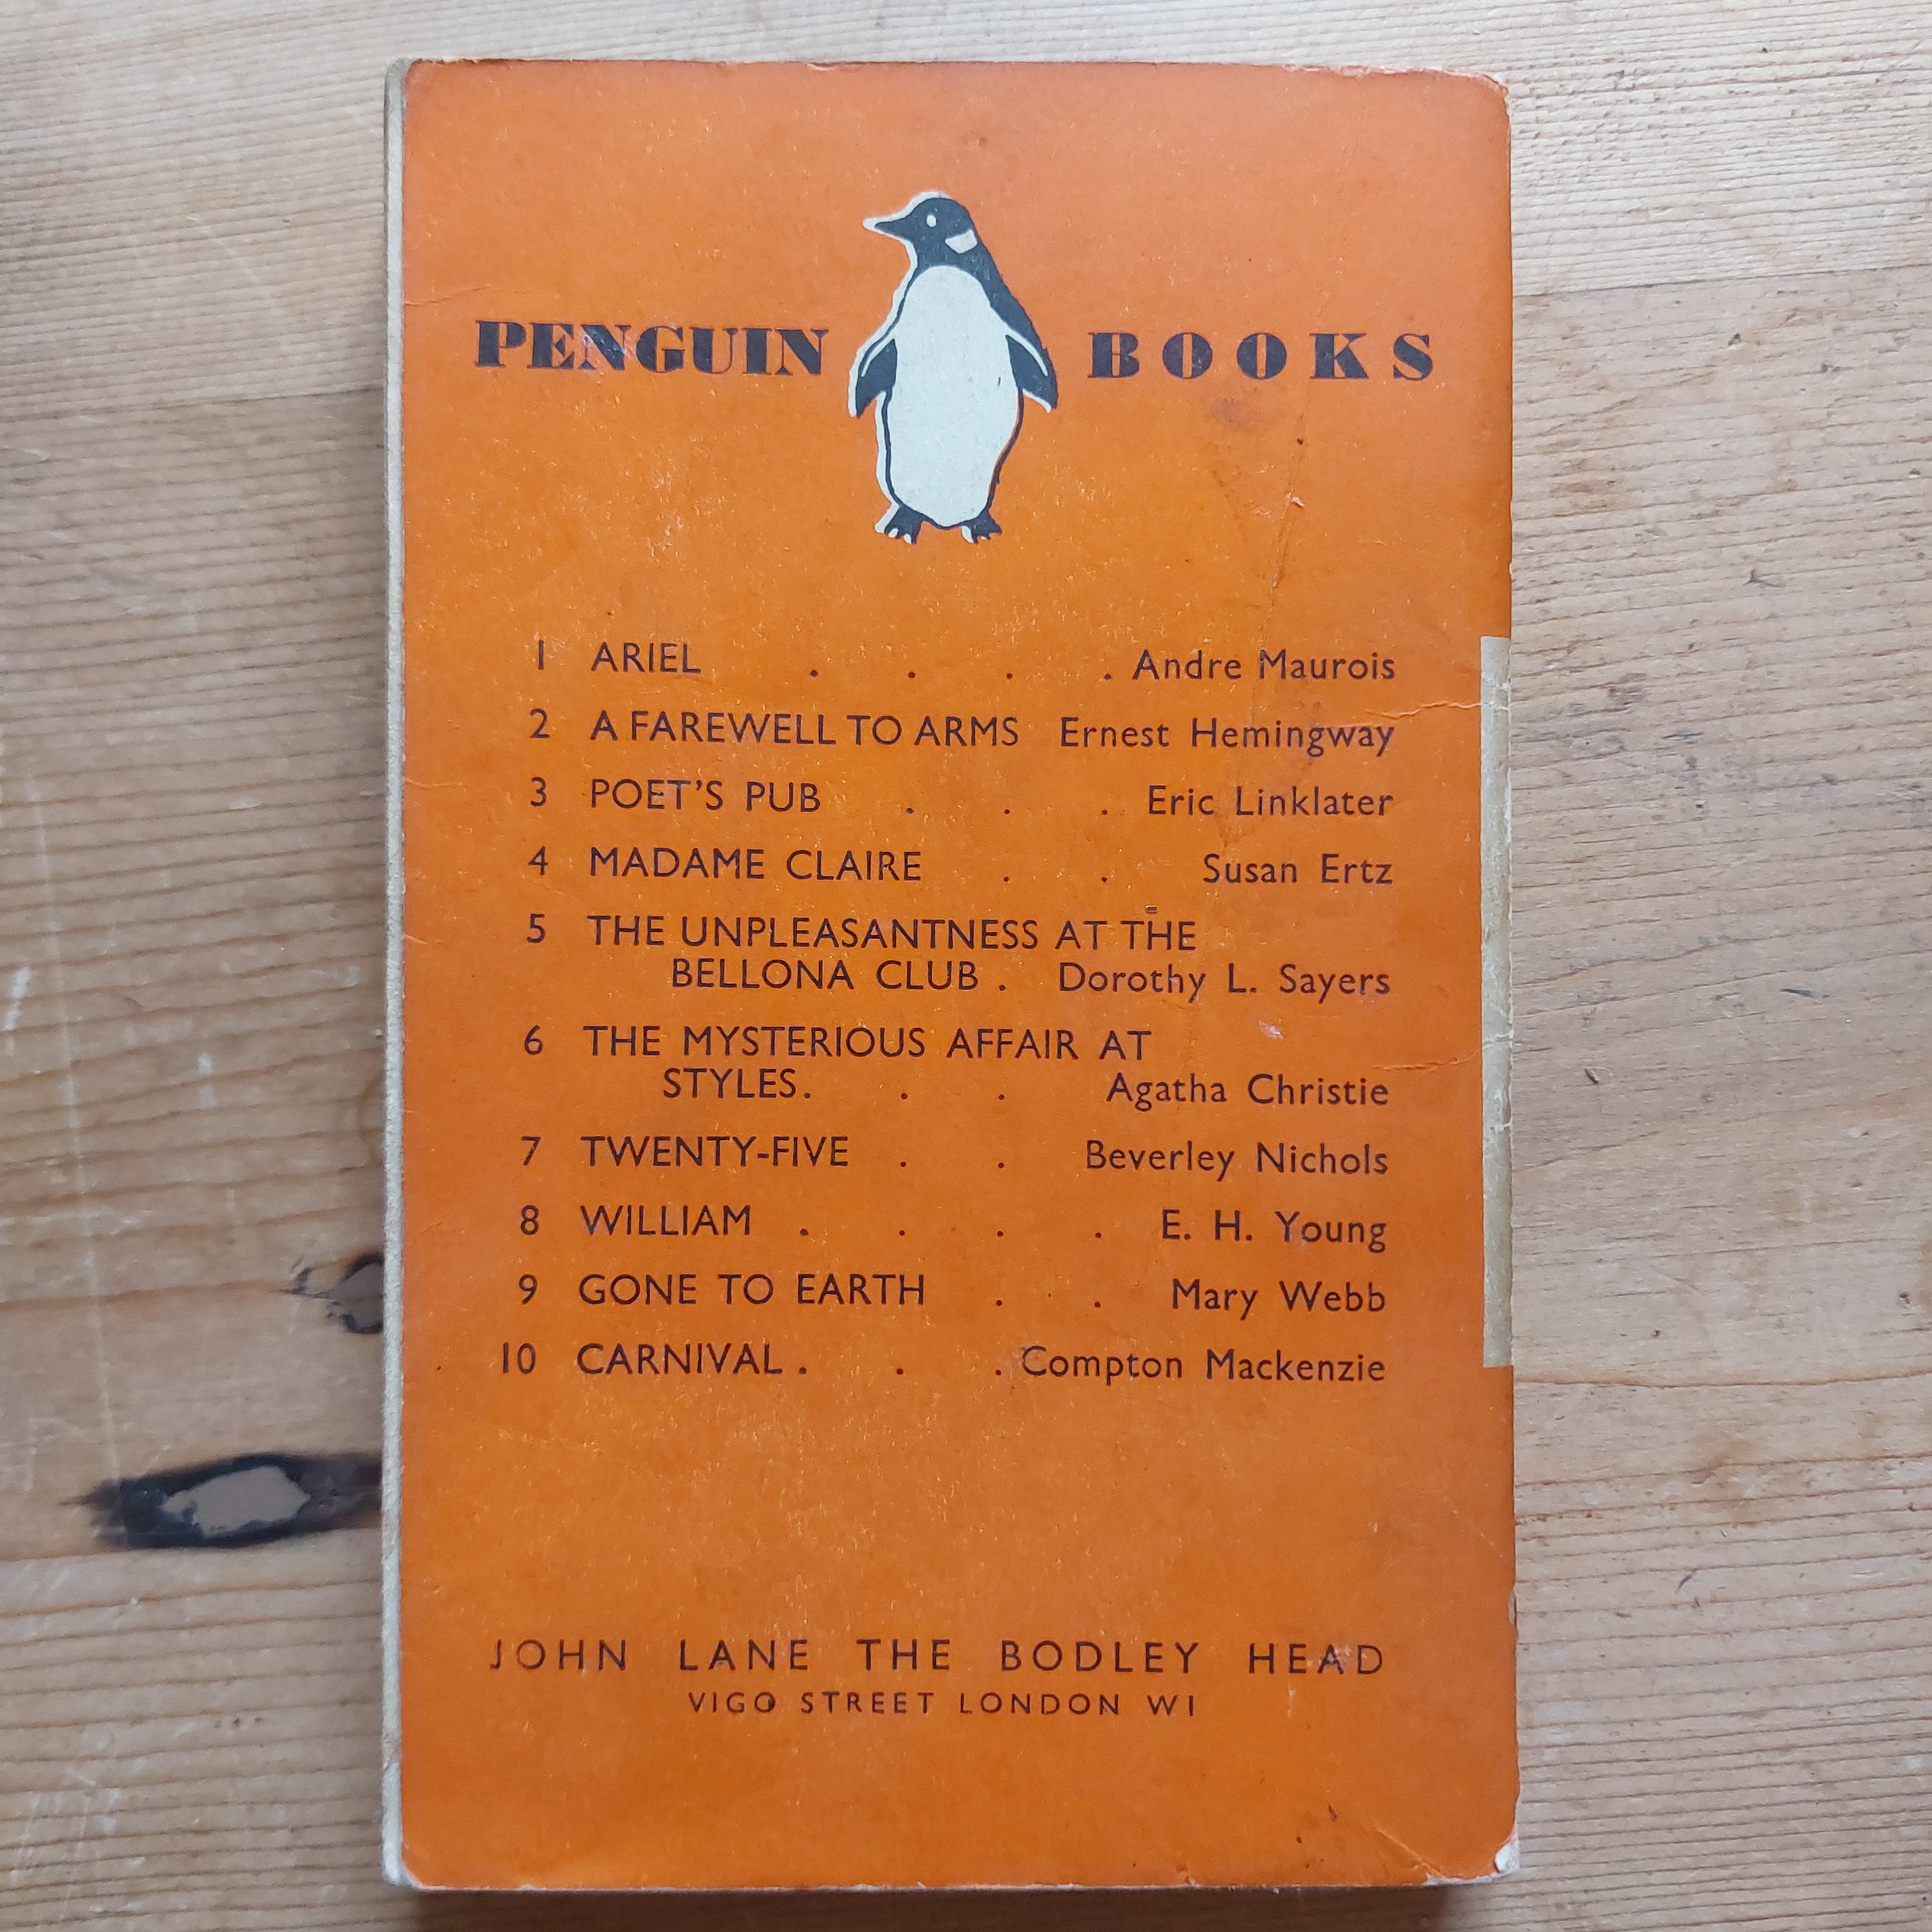 PENGUIN BOOKS
1 ARIEL . . . . Andre Maurois
2 A FAREWELL TO ARMS Ernest Hemingway
3 POET'S PUB . . . Eric Linklater
4 MADAME CLAIRE . . Susan Ertz
5 THE UNPLEASANTNESS AT THE
BELLONA CLUB . Dorothy L. Sayers
6 THE MYSTERIOUS AFFAIR AT
STYLES. . . Agatha Christie
7 TWENTY-FIVE . . Beverley Nichols
8 WILLIAM . . . . E. H. Young
9 GONE TO EARTH . . Mary Webb
10 CARNIVAL . . . Compton Mackenzie
JOHN LANE THE BODLEY HEAD
VIGO STREET LONDON W1